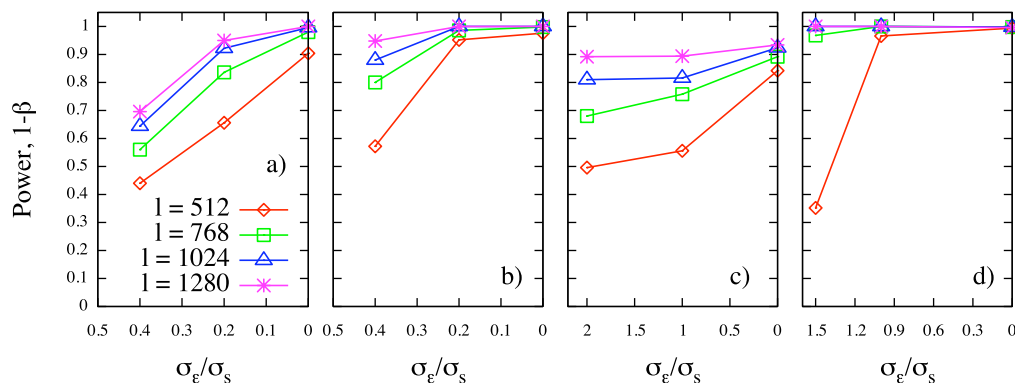 Power, 1-β
1
0.9
0.8
0.7
0.6
0.5
0.4
0.3
0.2
0.1
0
a)
l = 512
l = 768
l = 1024
l = 1280
0.5 0.4 0.3 0.2 0.1 0
σε/σs
b)
0.5 0.4 0.3 0.2 0.1 0
σε/σs
c)
2 1.5 1 0.5 0
σε/σs
d)
1.5 1.2 0.9 0.6 0.3 0
σε/σs